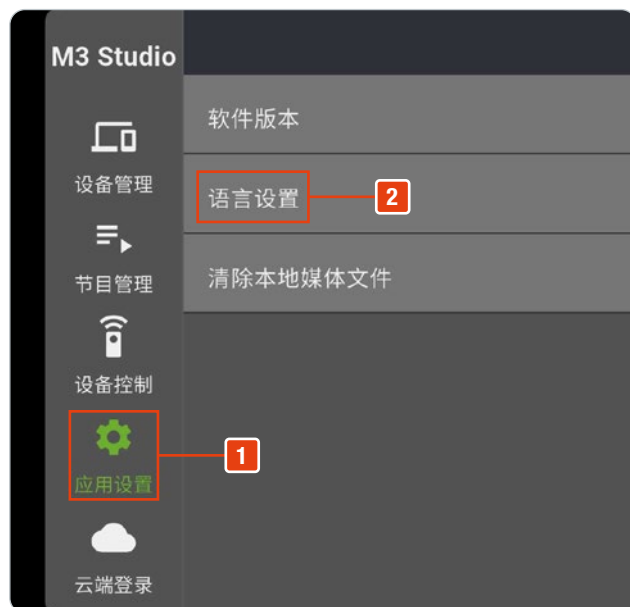 M3 Studio
设备管理
节目管理
设备控制
应用设置
云端登录
软件版本
语言设置
清除本地媒体文件
2
1